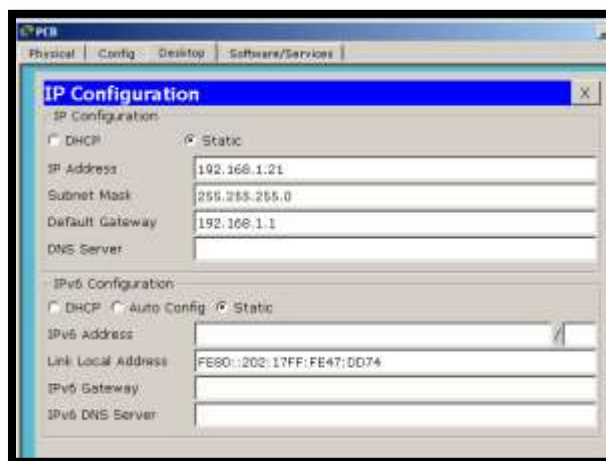 PCB
Physical Config Desktop Software/Services
IP Configuration X
IP Configuration
DHCP Static
IP Address 192.168.1.21
Subnet Mask 255.255.255.0
Default Gateway 192.168.1.1
DNS Server
IPv6 Configuration
DHCP Auto Config Static
IPv6 Address /
Link Local Address FE80::202:17FF:FE47:DD74
IPv6 Gateway
IPv6 DNS Server